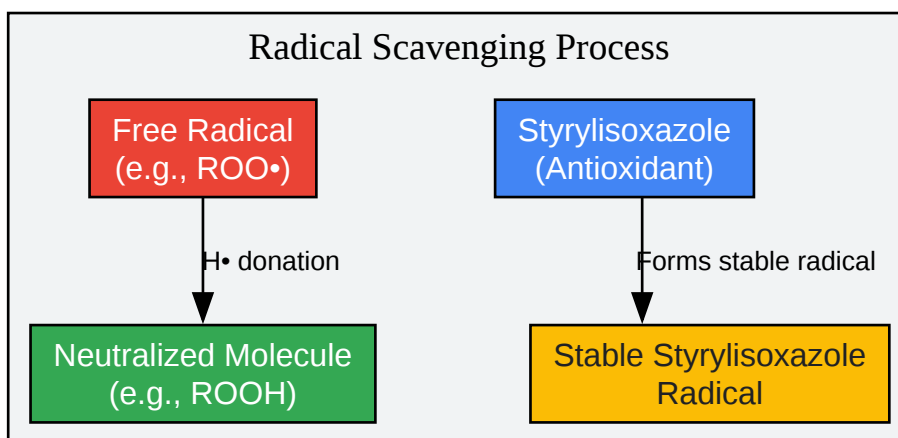 Radical Scavenging Process
Free Radical
(e.g., ROO•)
Styrylisoxazole
(Antioxidant)
H• donation
Forms stable radical
Neutralized Molecule
(e.g., ROOH)
Stable Styrylisoxazole
Radical